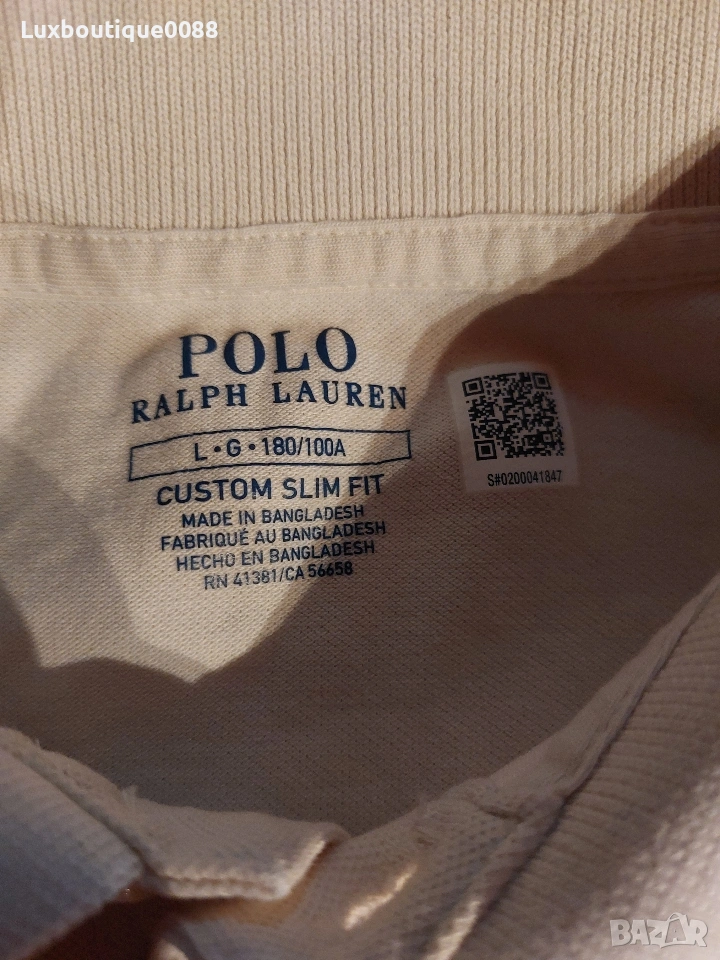 Luxboutique0088
POLO
RALPH LAUREN
L • G • 180/100A
CUSTOM SLIM FIT
MADE IN BANGLADESH
FABRIQUÉ AU BANGLADESH
HECHO EN BANGLADESH
RN 41381/CA 56658
S#0200041847
BAZAR